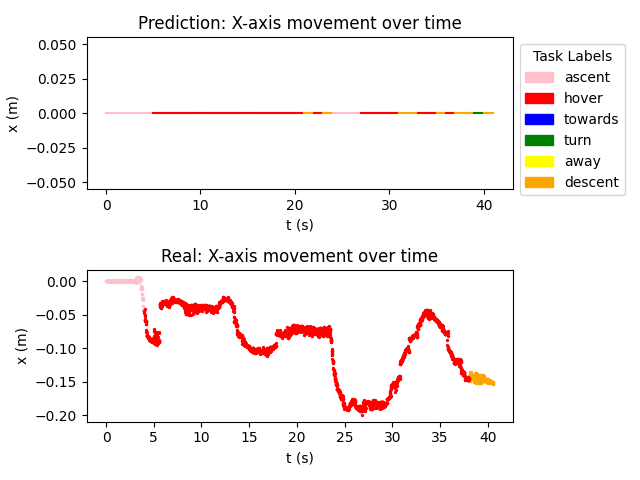 Prediction: X-axis movement over time
0.050
0.025
0.000
−0.025
−0.050
x (m)
0
10
20
30
40
t (s)
Task Labels
ascent
hover
towards
turn
away
descent
Real: X-axis movement over time
0.00
−0.05
−0.10
−0.15
−0.20
x (m)
0
5
10
15
20
25
30
35
40
t (s)